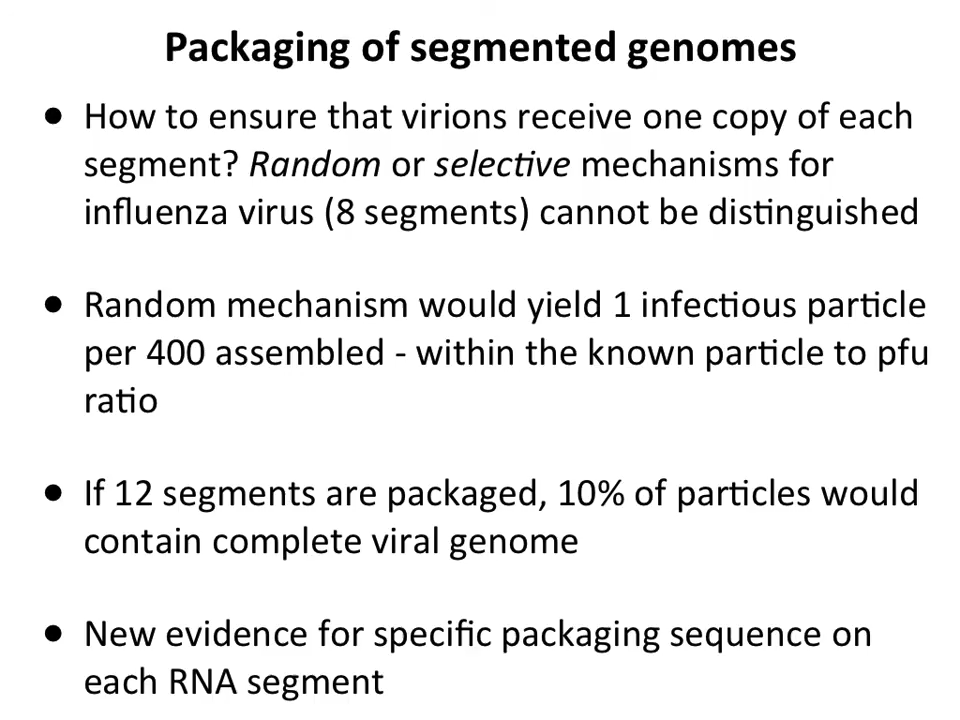 Packaging of segmented genomes
• How to ensure that virions receive one copy of each
segment? Random or selective mechanisms for
influenza virus (8 segments) cannot be distinguished
• Random mechanism would yield 1 infectious particle
per 400 assembled - within the known particle to pfu
ratio
• If 12 segments are packaged, 10% of particles would
contain complete viral genome
• New evidence for specific packaging sequence on
each RNA segment